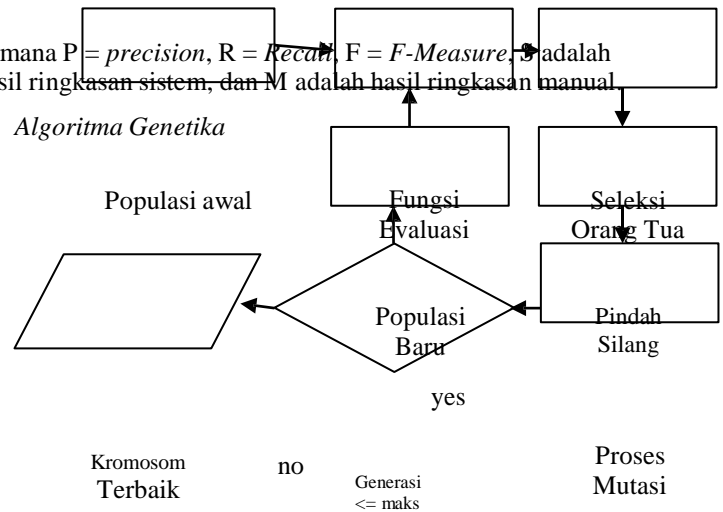 mana P = precision, R = Recall, F = F-Measure, S adalah
sil ringkasan sistem, dan M adalah hasil ringkasan manual.
Algoritma Genetika
Populasi awal
Fungsi
Evaluasi
Seleksi
Orang Tua
Populasi
Baru
Pindah
Silang
yes
Kromosom
Terbaik
no
Generasi
<= maks
Proses
Mutasi